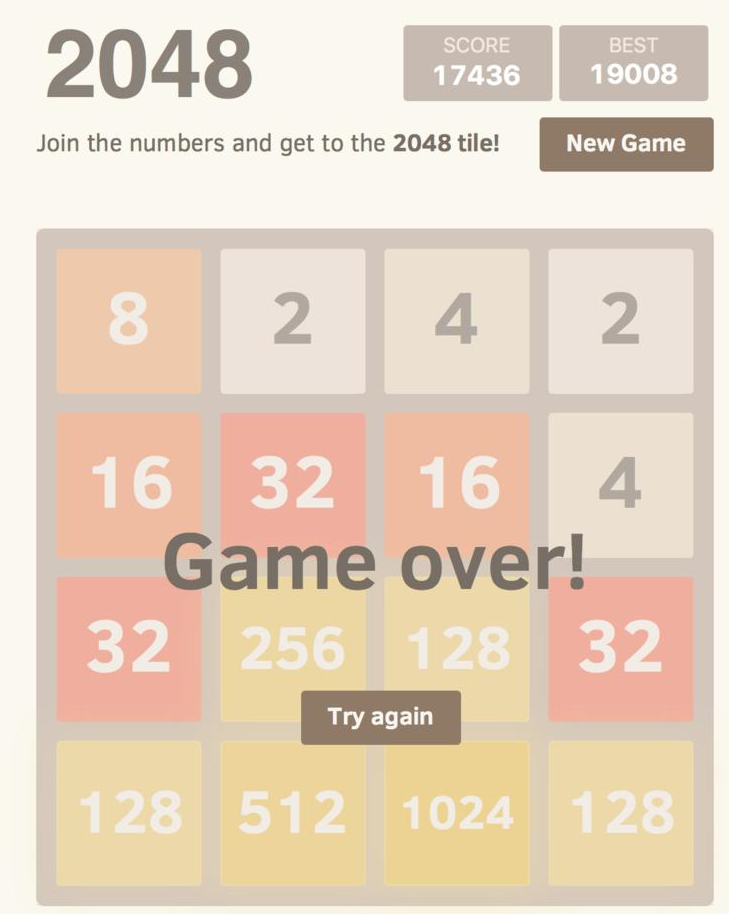 2048
SCORE
17436
BEST
19008
Join the numbers and get to the 2048 tile!
New Game
8 2 4 2
16 32 16 4
Game over!
32 256 128 32
Try again
128 512 1024 128